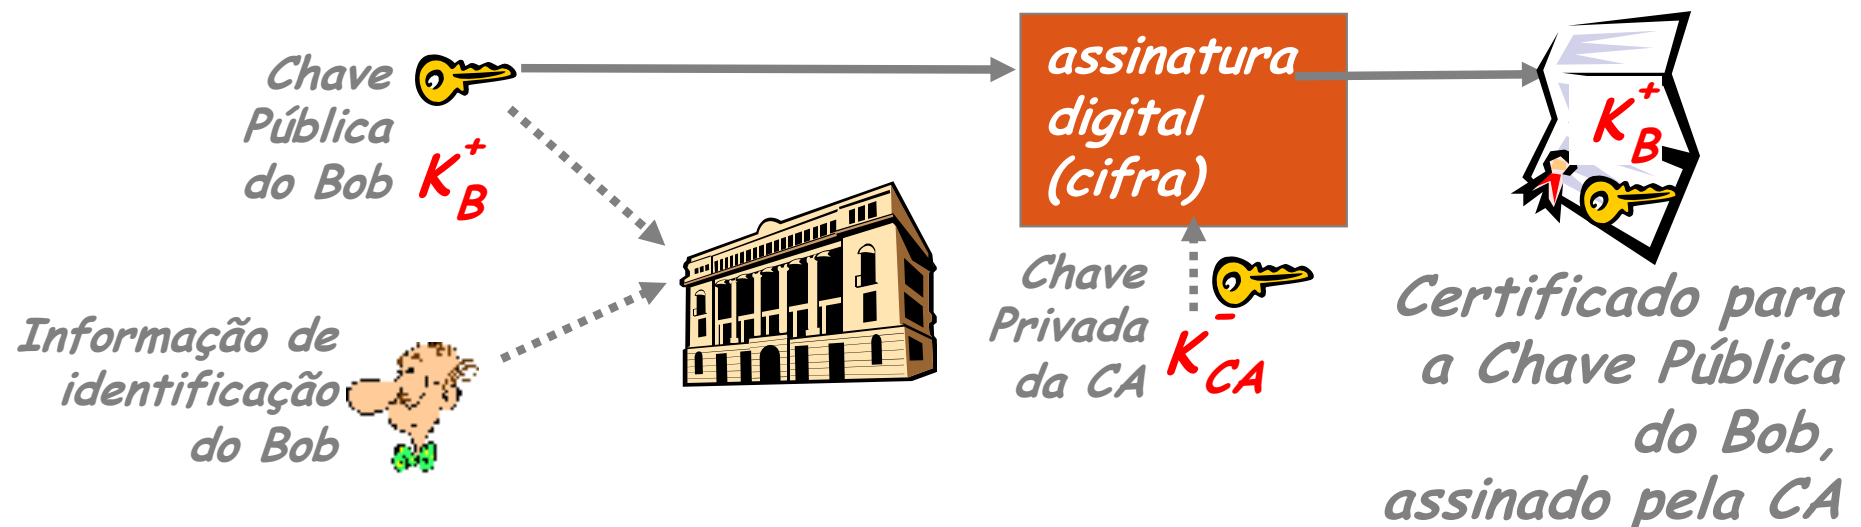 Chave
Pública
do Bob
K+B
Informação de
identificação
do Bob
assinatura
digital
(cifra)
Chave
Privada
da CA
K-CA
K+B
Certificado para
a Chave Pública
do Bob,
assinado pela CA